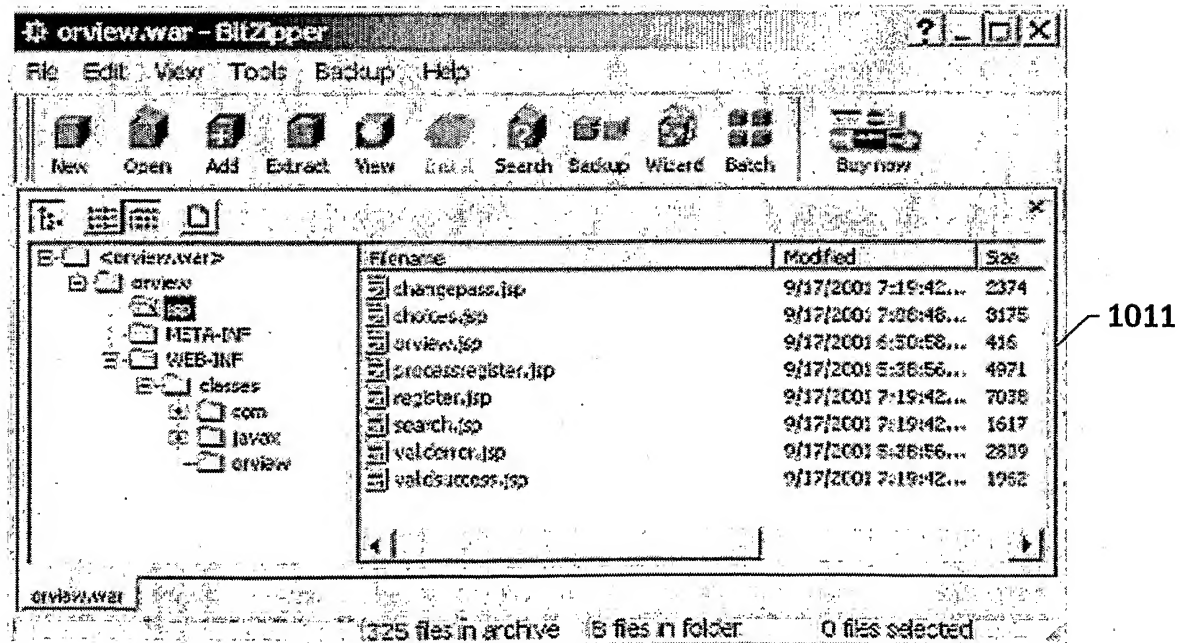 orview.war - BitZipper
File Edit View Tools Backup Help
New Open Add Extract View Search Backup Wizard Batch Buy now
<orview.war>
orview
jsp
META-INF
WEB-INF
classes
com
javax
orview
Filename Modified Size
changepass.jsp 9/17/2001 7:19:42... 2374
choices.jsp 9/17/2001 7:08:48... 3175
orview.jsp 9/17/2001 6:50:58... 416
processregister.jsp 9/17/2001 5:38:56... 4971
register.jsp 9/17/2001 7:19:42... 7038
search.jsp 9/17/2001 7:19:42... 1617
validerror.jsp 9/17/2001 5:38:56... 2809
validsuccess.jsp 9/17/2001 7:19:42... 1962
1011
orview.war
325 files in archive 8 files in folder 0 files selected